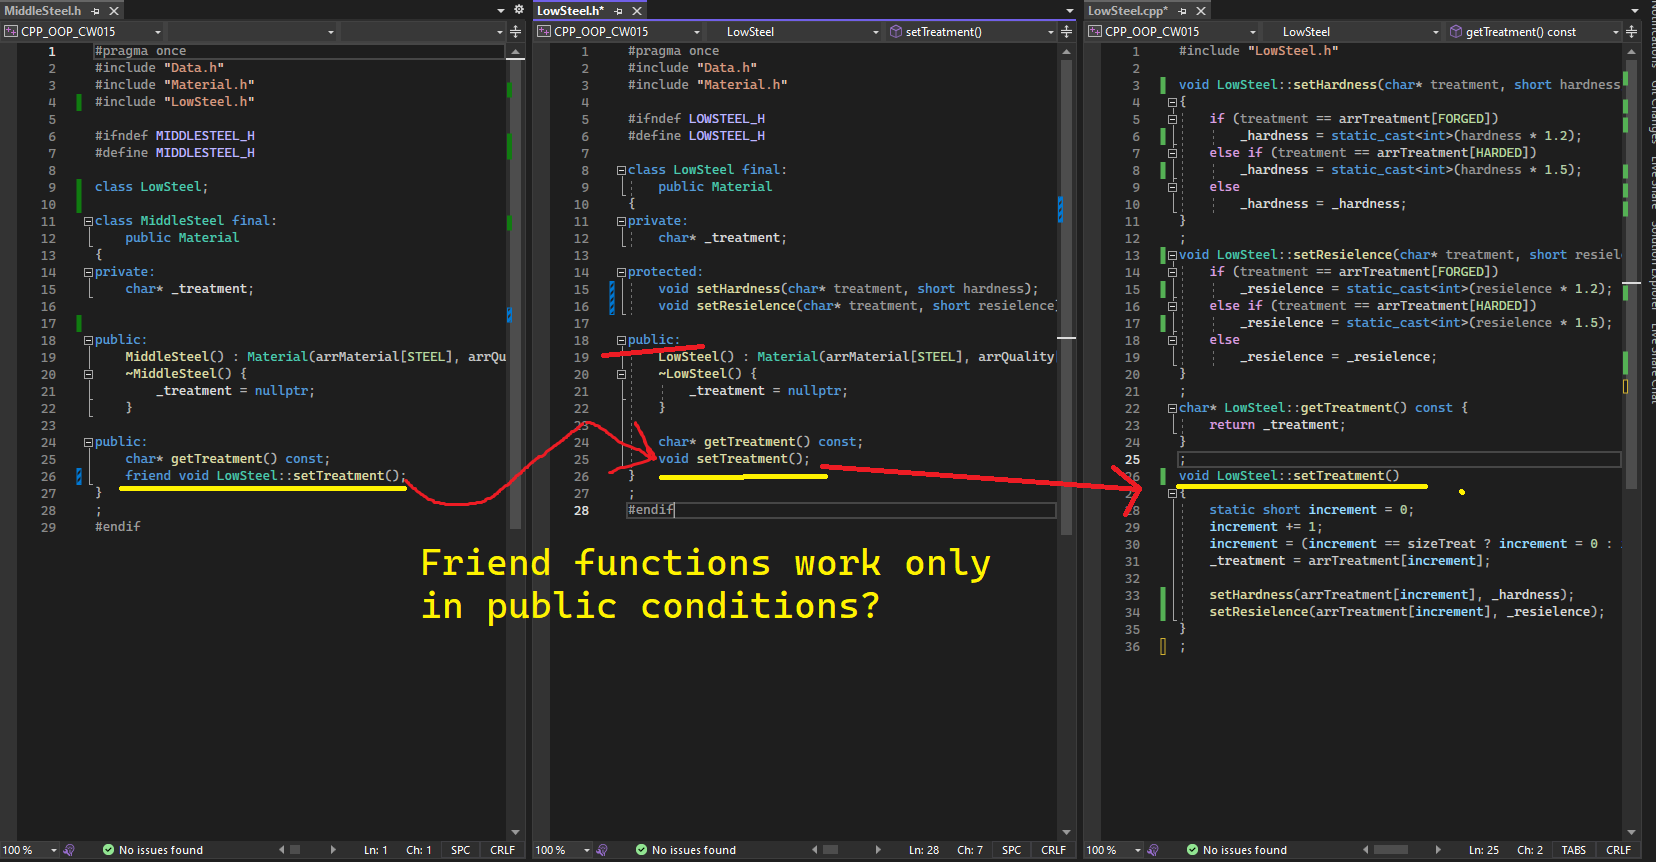 MiddleSteel.h
CPP_OOP_CW015
1 #pragma once
2 #include "Data.h"
3 #include "Material.h"
4 #include "LowSteel.h"
5
6 #ifndef MIDDLESTEEL_H
7 #define MIDDLESTEEL_H
8
9 class LowSteel;
10
11 class MiddleSteel final:
12 public Material
13 {
14 private:
15 char* _treatment;
16
17
18 public:
19 MiddleSteel() : Material(arrMaterial[STEEL], arrQu
20 ~MiddleSteel() {
21 _treatment = nullptr;
22 }
23
24 public:
25 char* getTreatment() const;
26 friend void LowSteel::setTreatment();
27 }
28 ;
29 #endif
100 %
No issues found
Ln: 1 Ch: 1 SPC CRLF
LowSteel.h*
CPP_OOP_CW015 LowSteel setTreatment()
1 #pragma once
2 #include "Data.h"
3 #include "Material.h"
4
5 #ifndef LOWSTEEL_H
6 #define LOWSTEEL_H
7
8 class LowSteel final:
9 public Material
10 {
11 private:
12 char* _treatment;
13
14 protected:
15 void setHardness(char* treatment, short hardness);
16 void setResielence(char* treatment, short resielence)
17
18 public:
19 LowSteel() : Material(arrMaterial[STEEL], arrQuality
20 ~LowSteel() {
21 _treatment = nullptr;
22 }
23
24 char* getTreatment() const;
25 void setTreatment();
26 }
27 ;
28 #endif
100 %
No issues found
Ln: 28 Ch: 7 SPC CRLF
LowSteel.cpp*
CPP_OOP_CW015 LowSteel getTreatment() const
1 #include "LowSteel.h"
2
3 void LowSteel::setHardness(char* treatment, short hardness
4 {
5 if (treatment == arrTreatment[FORGED])
6 _hardness = static_cast<int>(hardness * 1.2);
7 else if (treatment == arrTreatment[HARDED])
8 _hardness = static_cast<int>(hardness * 1.5);
9 else
10 _hardness = _hardness;
11 }
12 ;
13 void LowSteel::setResielence(char* treatment, short resiel
14 if (treatment == arrTreatment[FORGED])
15 _resielence = static_cast<int>(resielence * 1.2);
16 else if (treatment == arrTreatment[HARDED])
17 _resielence = static_cast<int>(resielence * 1.5);
18 else
19 _resielence = _resielence;
20 }
21 ;
22 char* LowSteel::getTreatment() const {
23 return _treatment;
24 }
25 ;
26 void LowSteel::setTreatment()
27 {
28 static short increment = 0;
29 increment += 1;
30 increment = (increment == sizeTreat ? increment = 0 :
31 _treatment = arrTreatment[increment];
32
33 setHardness(arrTreatment[increment], _hardness);
34 setResielence(arrTreatment[increment], _resielence);
35 }
36 ;
100 %
No issues found
Ln: 25 Ch: 2 TABS CRLF
Friend functions work only
in public conditions?
Notifications
Git Changes
Live Share
Solution Explorer
Live Share Chat